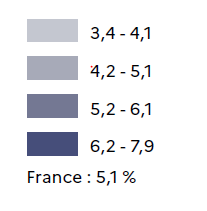 3,4 - 4,1
4,2 - 5,1
5,2 - 6,1
6,2 - 7,9
France : 5,1 %